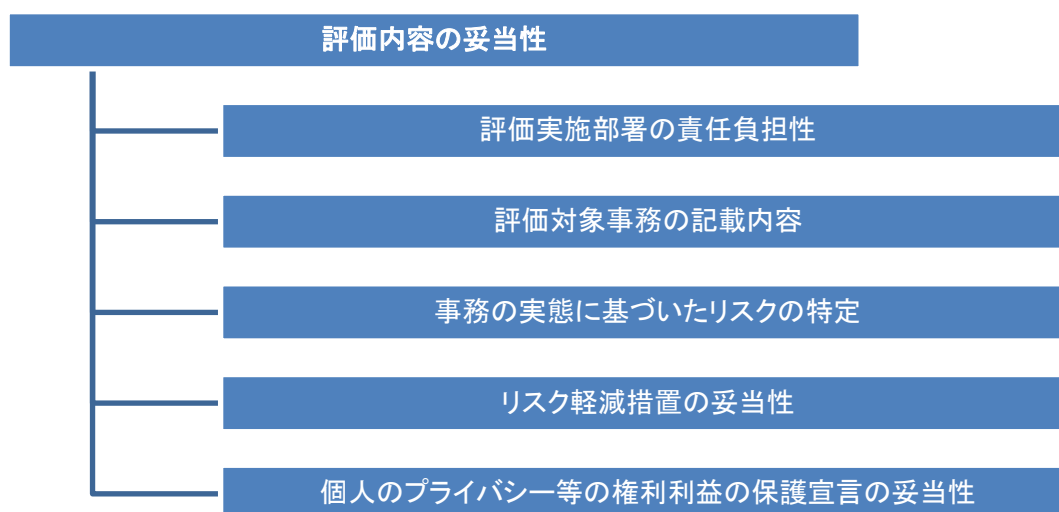 評価内容の妥当性
評価実施部署の責任負担性
評価対象事務の記載内容
事務の実態に基づいたリスクの特定
リスク軽減措置の妥当性
個人のプライバシー等の権利利益の保護宣言の妥当性